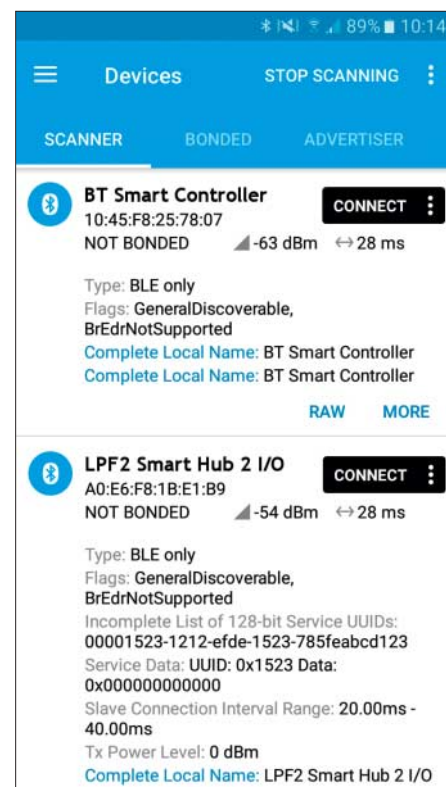 89% 10:14
Devices STOP SCANNING
SCANNER BONDED ADVERTISER
BT Smart Controller
CONNECT
10:45:F8:25:78:07
NOT BONDED -63 dBm 28 ms
Type: BLE only
Flags: GeneralDiscoverable,
BrEdrNotSupported
Complete Local Name: BT Smart Controller
Complete Local Name: BT Smart Controller
RAW MORE
LPF2 Smart Hub 2 I/O
CONNECT
A0:E6:F8:1B:E1:B9
NOT BONDED -54 dBm 28 ms
Type: BLE only
Flags: GeneralDiscoverable,
BrEdrNotSupported
Incomplete List of 128-bit Service UUIDs:
00001523-1212-efde-1523-785feabcd123
Service Data: UUID: 0x1523 Data:
0x000000000000
Slave Connection Interval Range: 20.00ms -
40.00ms
Tx Power Level: 0 dBm
Complete Local Name: LPF2 Smart Hub 2 I/O